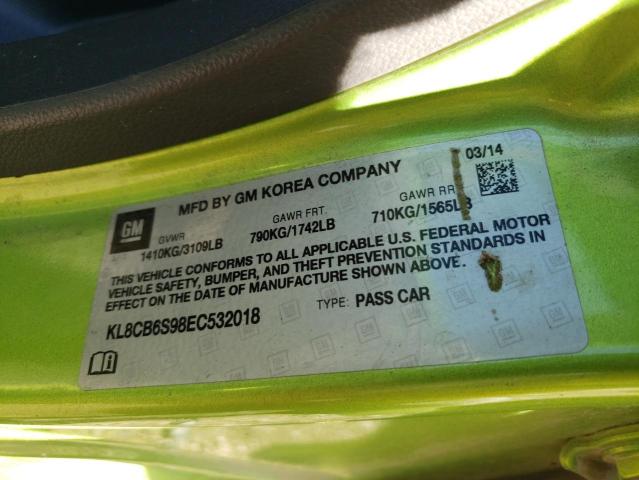 MFD BY GM KOREA COMPANY
03/14
GM
GVWR
GAWR FRT.
GAWR RR
1410KG/3109LB
790KG/1742LB
710KG/1565LB
THIS VEHICLE CONFORMS TO ALL APPLICABLE U.S. FEDERAL MOTOR
VEHICLE SAFETY, BUMPER, AND THEFT PREVENTION STANDARDS IN
EFFECT ON THE DATE OF MANUFACTURE SHOWN ABOVE.
KL8CB6S98EC532018
TYPE: PASS CAR